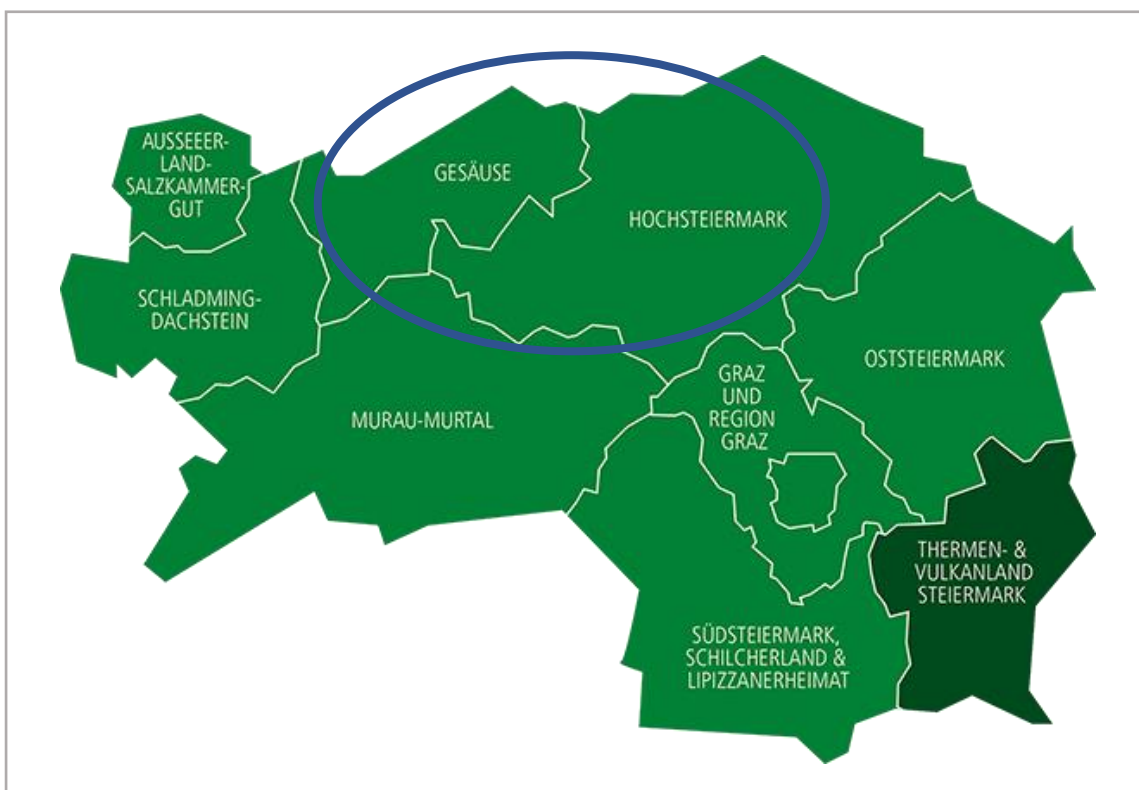 AUSSEEER-
LAND-
SALZKAMMER-
GUT
GESÄUSE
HOCHSTEIERMARK
SCHLADMING-
DACHSTEIN
OSTSTEIERMARK
GRAZ
UND
REGION
GRAZ
MURAU-MURTAL
THERMEN- &
VULKANLAND
STEIERMARK
SÜDSTEIERMARK,
SCHILCHERLAND &
LIPIZZANERHEIMAT